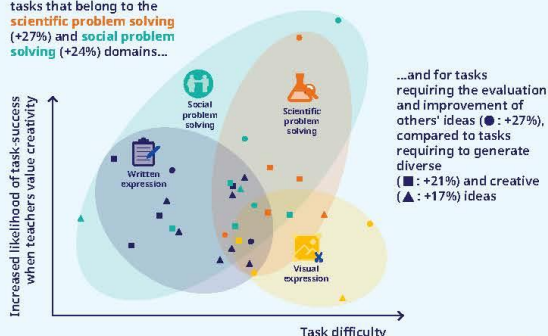 tasks that belong to the
scientific problem solving
(+27%) and social problem
solving (+24%) domains...
...and for tasks
requiring the evaluation
and improvement of
others' ideas (● : +27%),
compared to tasks
requiring to generate
diverse
(■ : +21%) and creative
(▲ : +17%) ideas
Increased likelihood of task-success
when teachers value creativity
Social
problem
solving
Scientific
problem
solving
Written
expression
Visual
expression
Task difficulty